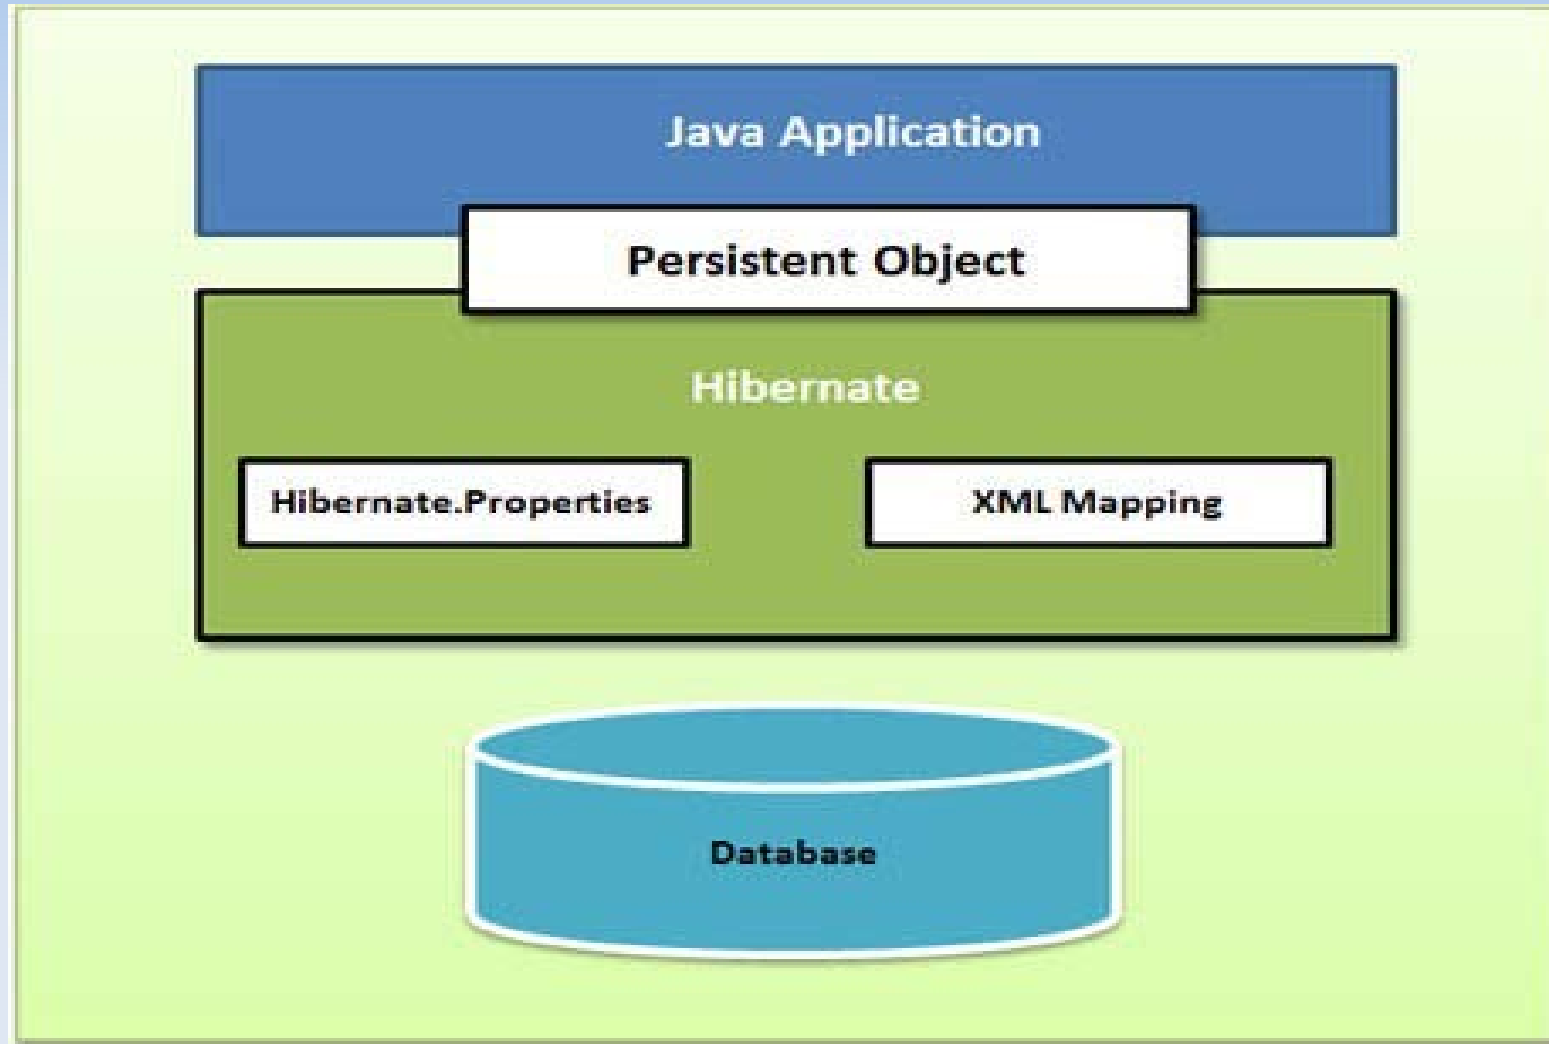 Java Application
Persistent Object
Hibernate
Hibernate.Properties
XML Mapping
Database